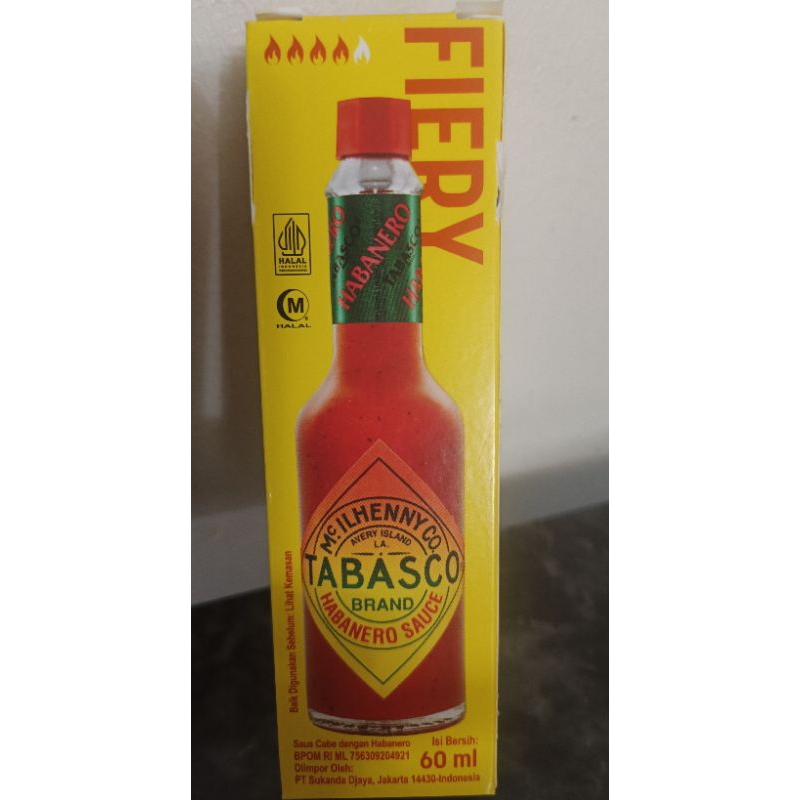 FIERY
HABANERO
TABASCO
HALAL
INDONESIA
M
HALAL
McILHENNY CO.
AVERY ISLAND
LA.
TABASCO®
BRAND
HABANERO SAUCE
Baik Digunakan Sebelum: Lihat Kemasan
Saus Cabe dengan Habanero
BPOM RI ML 756309204921
Diimpor Oleh:
PT Sukanda Djaya, Jakarta 14430-Indonesia
Isi Bersih:
60 ml